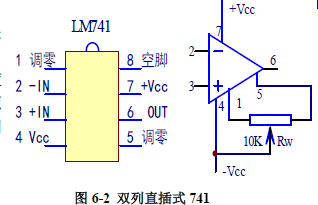 LM741
1 调零
8 空脚
2 -IN
7 +Vcc
3 +IN
6 OUT
4 Vcc
5 调零
+Vcc
7
2
-
6
3
+
5
4
1
10K
Rw
-Vcc
图 6-2 双列直插式 741